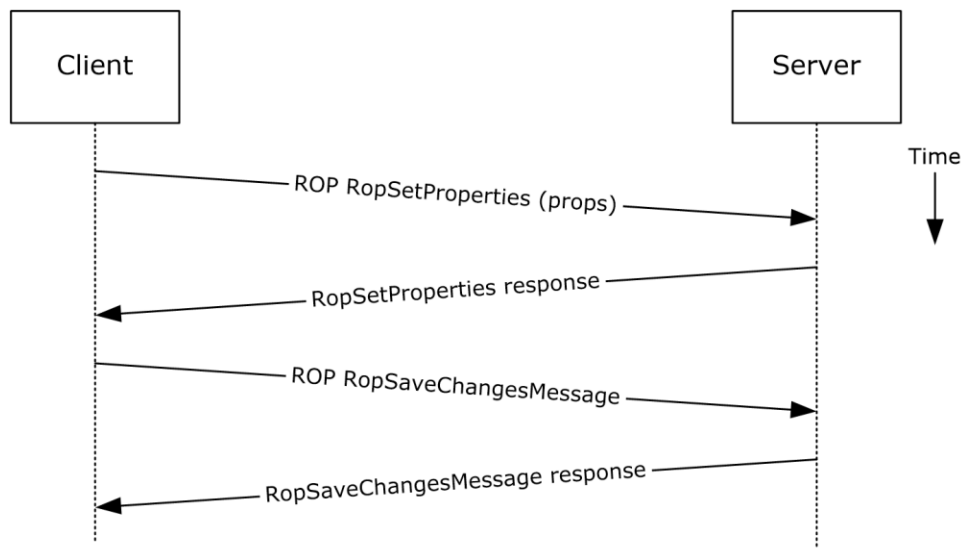 Client
Server
Time
ROP RopSetProperties (props)
RopSetProperties response
ROP RopSaveChangesMessage
RopSaveChangesMessage response